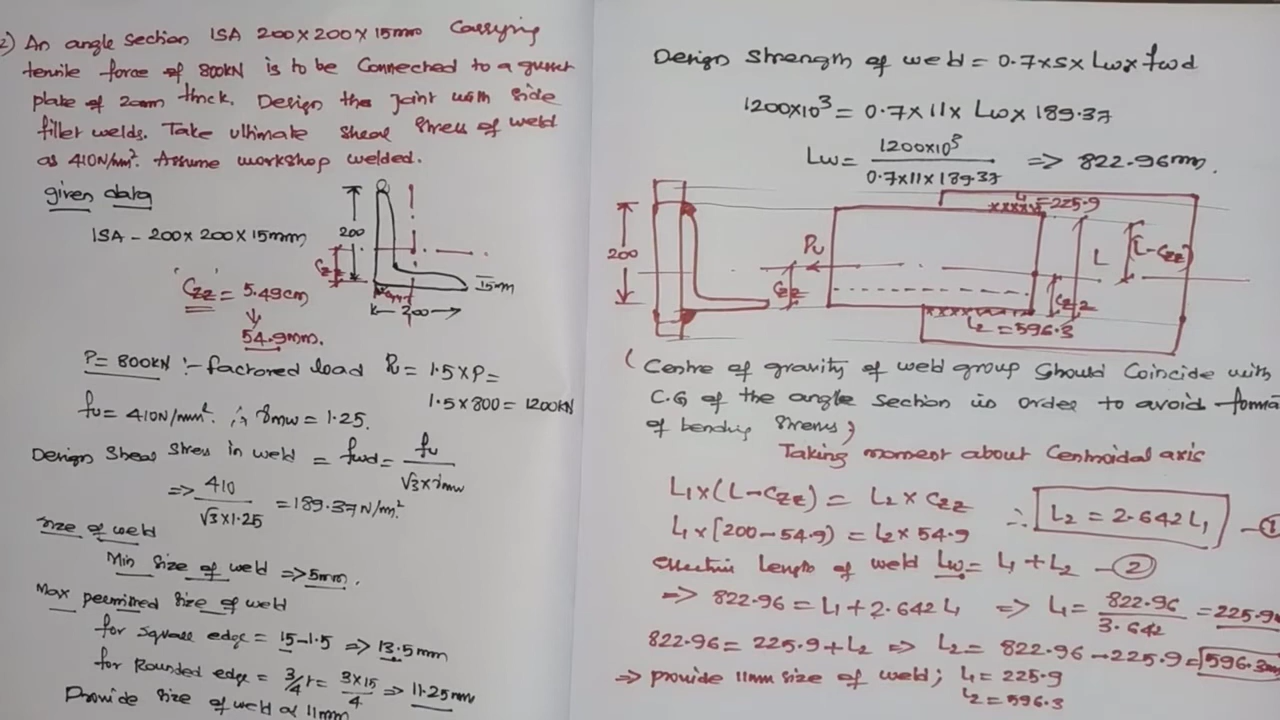 2) An angle section ISA 200×200×15mm Carrying
tensile force of 800kN is to be Connected to a gusset
plate of 20mm thick. Design the Joint with side
fillet welds. Take ultimate shear stress of weld
as 410N/mm². Assume workshop welded.
given data
ISA - 200×200×15mm
200
Czz
15mm
200
'Czz' = 5.49cm
↓
54.9mm.
P = 800kN :- factored load Pu = 1.5×P =
1.5×800 = 1200kN
fu = 410N/mm². ∴ γmw = 1.25.
Design Shear Stress in weld = fwd = fu/√3×γmw
=> 410/√3×1.25 = 189.37N/mm²
size of weld
Min size of weld => 5mm.
Max permitted size of weld
for square edge = 15-1.5 => 13.5mm
for Rounded edge = 3/4 t = 3×15/4 => 11.25mm
Provide size of weld of 11mm
Design Strength of weld = 0.7×S×Lw×fwd
1200×10³ = 0.7×11×Lw×189.37
Lw = 1200×10³/0.7×11×189.37 => 822.96mm.
L1=225.9
200
Pu
Czz
L
(L-Czz)
Czz
L2=596.3
(Centre of gravity of weld group Should Coincide with
C.G of the angle section in order to avoid forma
of bending stress)
Taking moment about Centroidal axis
L1×(L-Czz) = L2×Czz ∴ L2 = 2.642L1 -①
L1×[200-54.9) = L2×54.9
effective Length of weld Lw = L1+L2 -②
=> 822.96 = L1+2.642L1 => L1 = 822.96/3.642 = 225.9
822.96 = 225.9+L2 => L2 = 822.96-225.9 = 596.3mm
=> provide 11mm size of weld; L1 = 225.9
L2 = 596.3